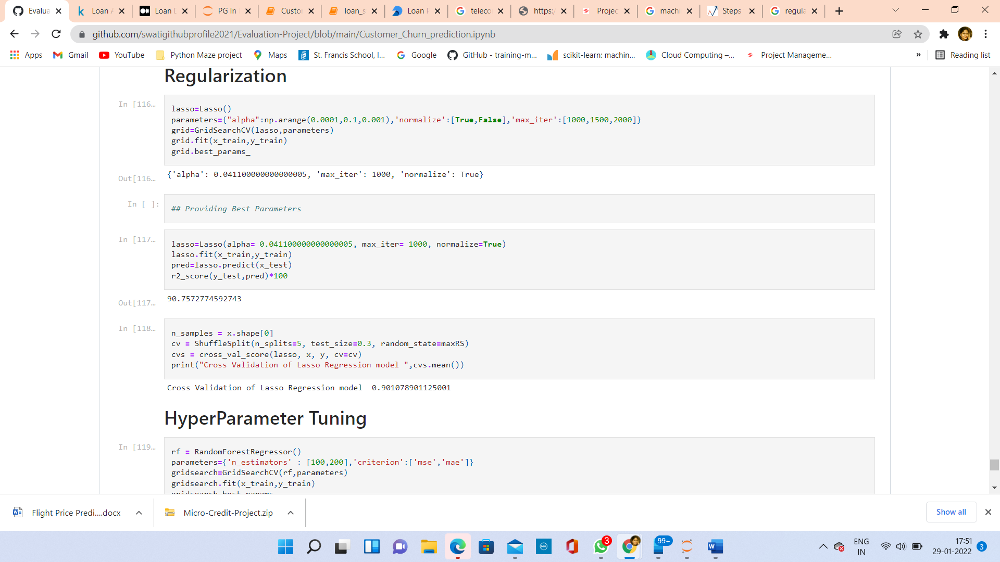 Evalua
Loan A
Loan D
PG In
Custo
loan_s
Loan P
teleco
https:/
Projec
machi
Steps
regula
github.com/swatigithubprofile2021/Evaluation-Project/blob/main/Customer_Churn_prediction.ipynb
Apps
Gmail
YouTube
Python Maze project
Maps
St. Francis School, I...
Google
GitHub - training-m...
scikit-learn: machin...
Cloud Computing –...
Project Manageme...
»
Reading list
Regularization
In [116…
lasso=Lasso()
parameters={"alpha":np.arange(0.0001,0.1,0.001),'normalize':[True,False],'max_iter':[1000,1500,2000]}
grid=GridSearchCV(lasso,parameters)
grid.fit(x_train,y_train)
grid.best_params_
Out[116…
{'alpha': 0.041100000000000005, 'max_iter': 1000, 'normalize': True}
In [ ]:
## Providing Best Parameters
In [117…
lasso=Lasso(alpha= 0.041100000000000005, max_iter= 1000, normalize=True)
lasso.fit(x_train,y_train)
pred=lasso.predict(x_test)
r2_score(y_test,pred)*100
Out[117…
90.7572774592743
In [118…
n_samples = x.shape[0]
cv = ShuffleSplit(n_splits=5, test_size=0.3, random_state=maxRS)
cvs = cross_val_score(lasso, x, y, cv=cv)
print("Cross Validation of Lasso Regression model ",cvs.mean())
Cross Validation of Lasso Regression model  0.901078901125001
HyperParameter Tuning
In [119…
rf = RandomForestRegressor()
parameters={'n_estimators' : [100,200],'criterion':['mse','mae']}
gridsearch=GridSearchCV(rf,parameters)
gridsearch.fit(x_train,y_train)
gridsearch.best_params_
Flight Price Predi....docx
Micro-Credit-Project.zip
Show all
3
99+
ENG
IN
17:51
29-01-2022
3